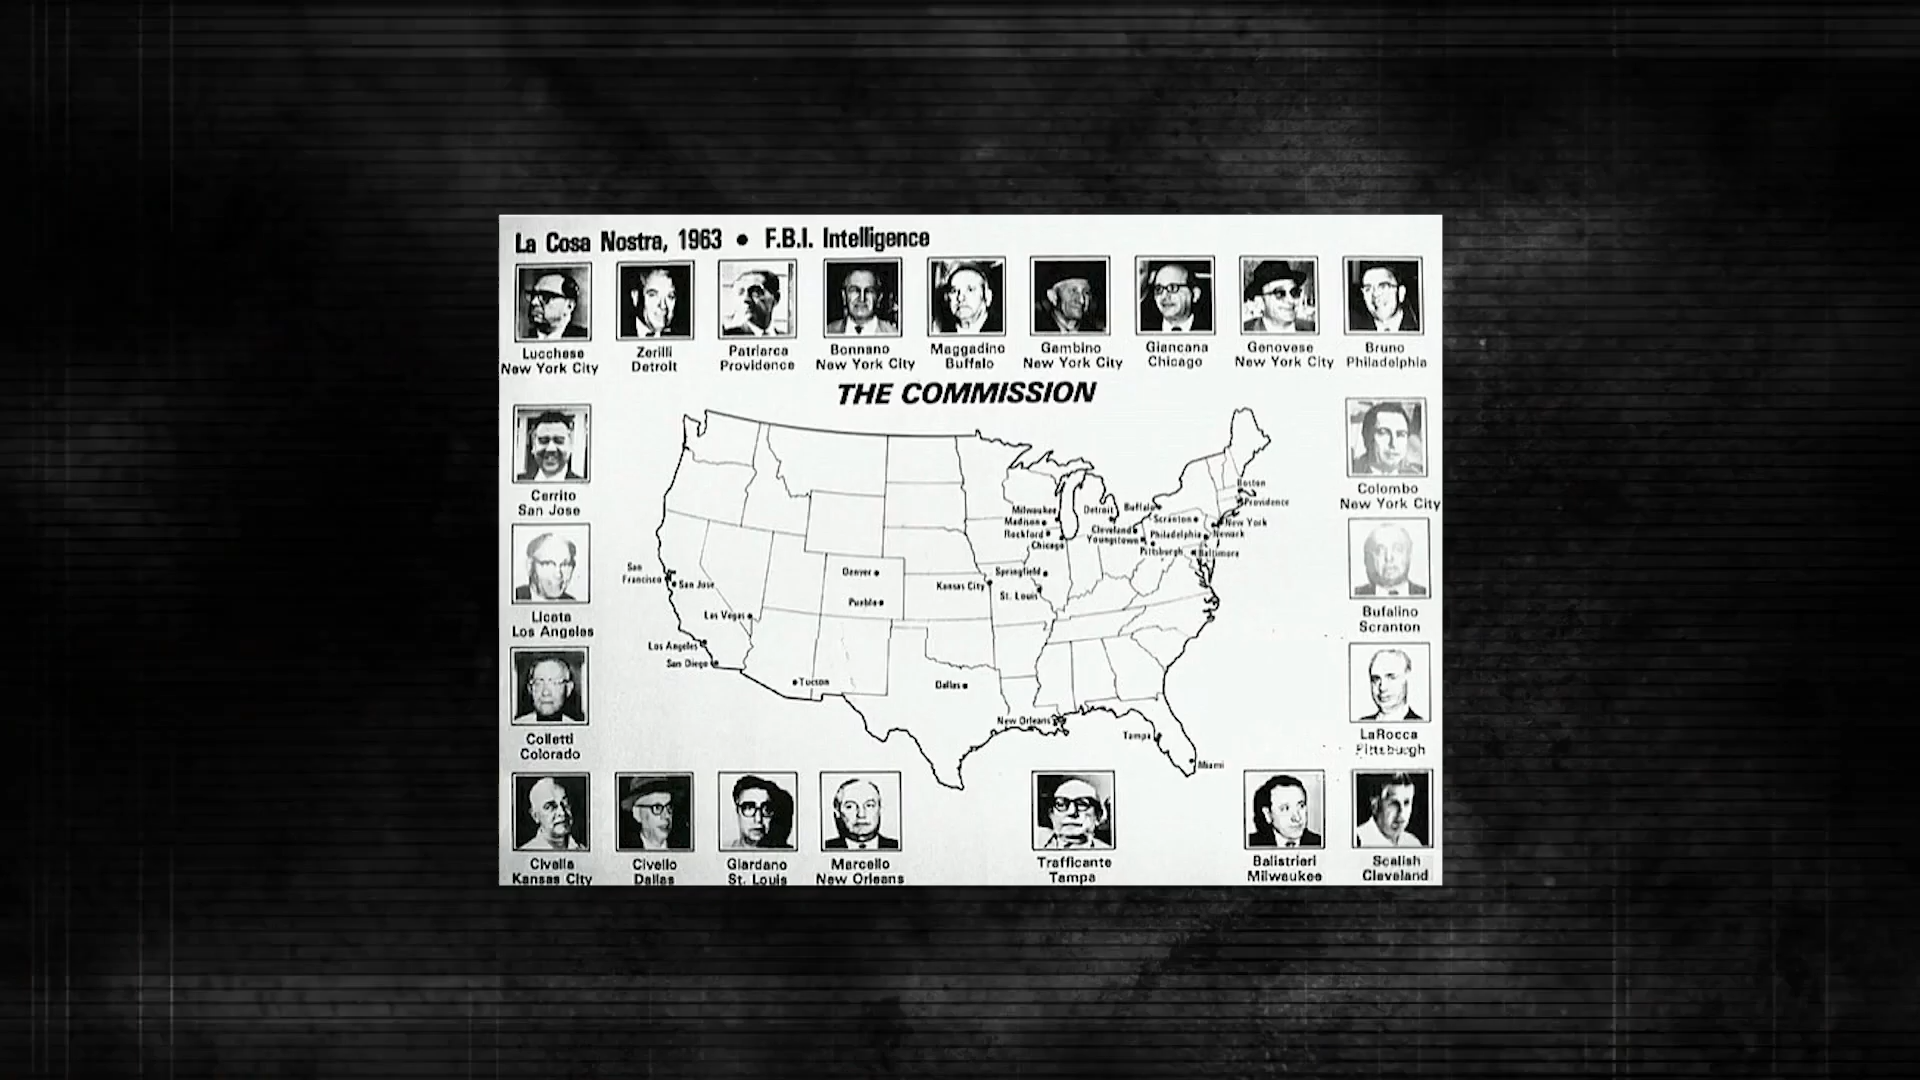 La Cosa Nostra, 1963 • F.B.I. Intelligence
Lucchese
New York City
Zerilli
Detroit
Patriarca
Providence
Bonnano
New York City
Maggadino
Buffalo
Gambino
New York City
Giancana
Chicago
Genovese
New York City
Bruno
Philadelphia
THE COMMISSION
Cerrito
San Jose
Colombo
New York City
Licata
Los Angeles
Bufalino
Scranton
Colletti
Colorado
LaRocca
Pittsburgh
Boston
Providence
Milwaukee
Detroit
Buffalo
Madison
Scranton
New York
Rockford
Cleveland
Philadelphia
Newark
Chicago
Youngstown
Pittsburgh
Baltimore
San
Francisco
San Jose
Denver
Kansas City
Springfield
St. Louis
Pueblo
Las Vegas
Los Angeles
San Diego
Tucson
Dallas
New Orleans
Tampa
Miami
Civella
Kansas City
Civello
Dallas
Giardano
St. Louis
Marcello
New Orleans
Trafficante
Tampa
Balistrieri
Milwaukee
Scalish
Cleveland